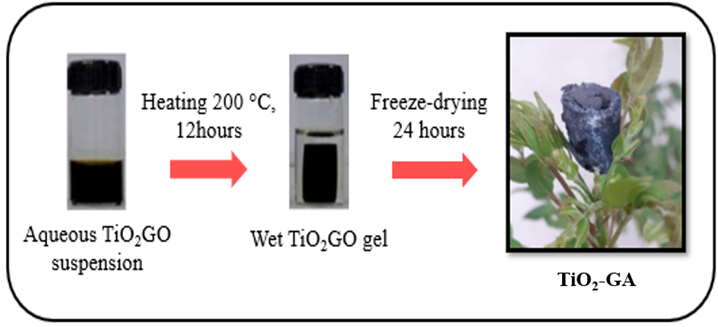 Heating 200 °C,
12hours
Freeze-drying
24 hours
Aqueous TiO₂GO
suspension
Wet TiO₂GO gel
TiO₂-GA